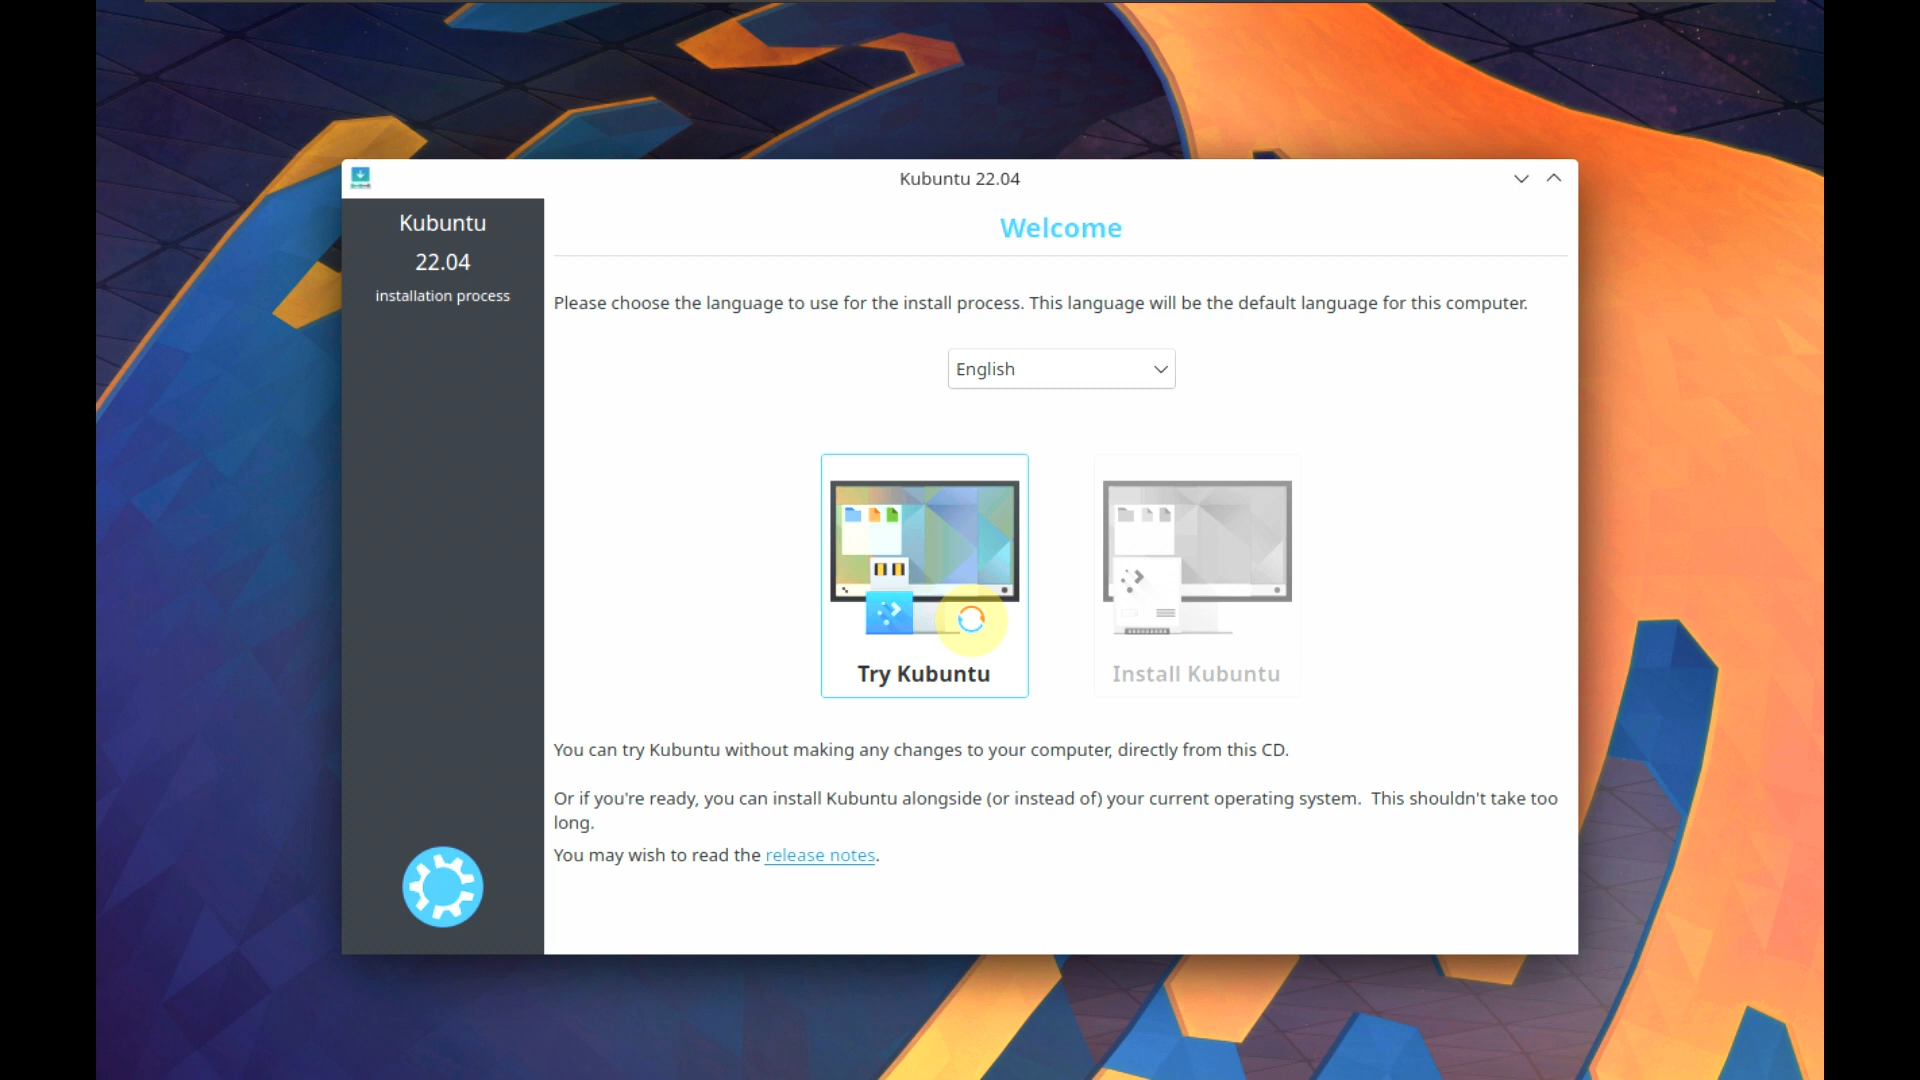 Kubuntu 22.04
Kubuntu
22.04
installation process
Welcome
Please choose the language to use for the install process. This language will be the default language for this computer.
English
Try Kubuntu
Install Kubuntu
You can try Kubuntu without making any changes to your computer, directly from this CD.
Or if you're ready, you can install Kubuntu alongside (or instead of) your current operating system.  This shouldn't take too
long.
You may wish to read the release notes.